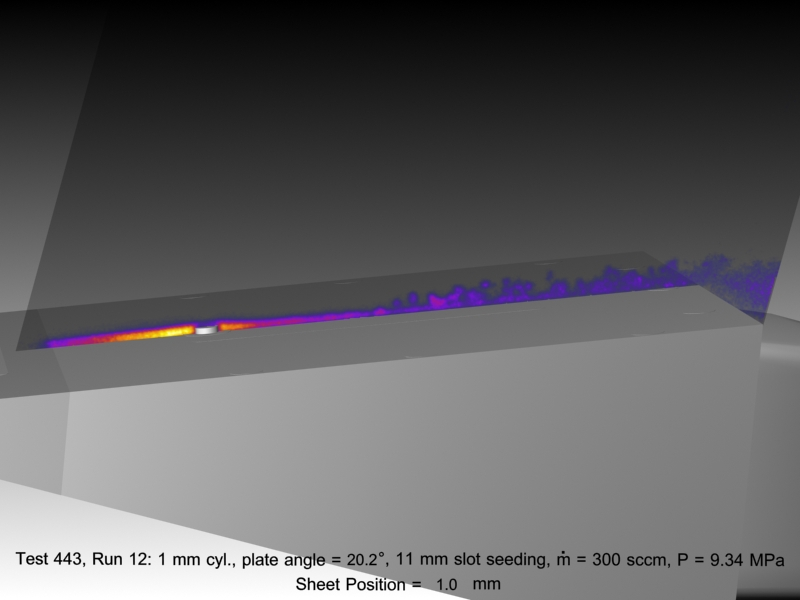 Test 443, Run 12: 1 mm cyl., plate angle = 20.2°, 11 mm slot seeding, ṁ = 300 sccm, P = 9.34 MPa
Sheet Position = 1.0 mm